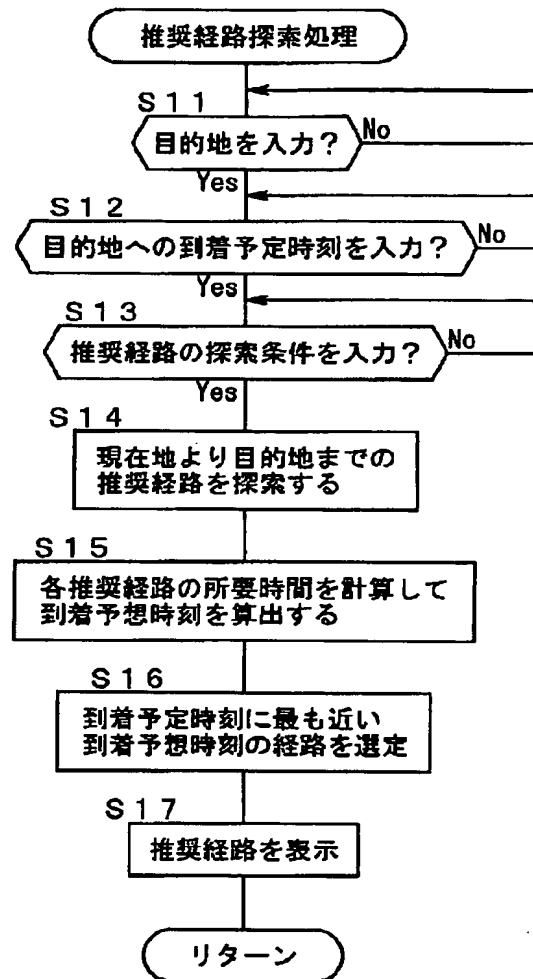 推奨経路探索処理
S11
目的地を入力?
No
Yes
S12
目的地への到着予定時刻を入力?
No
Yes
S13
推奨経路の探索条件を入力?
No
Yes
S14
現在地より目的地までの
推奨経路を探索する
S15
各推奨経路の所要時間を計算して
到着予想時刻を算出する
S16
到着予定時刻に最も近い
到着予想時刻の経路を選定
S17
推奨経路を表示
リターン